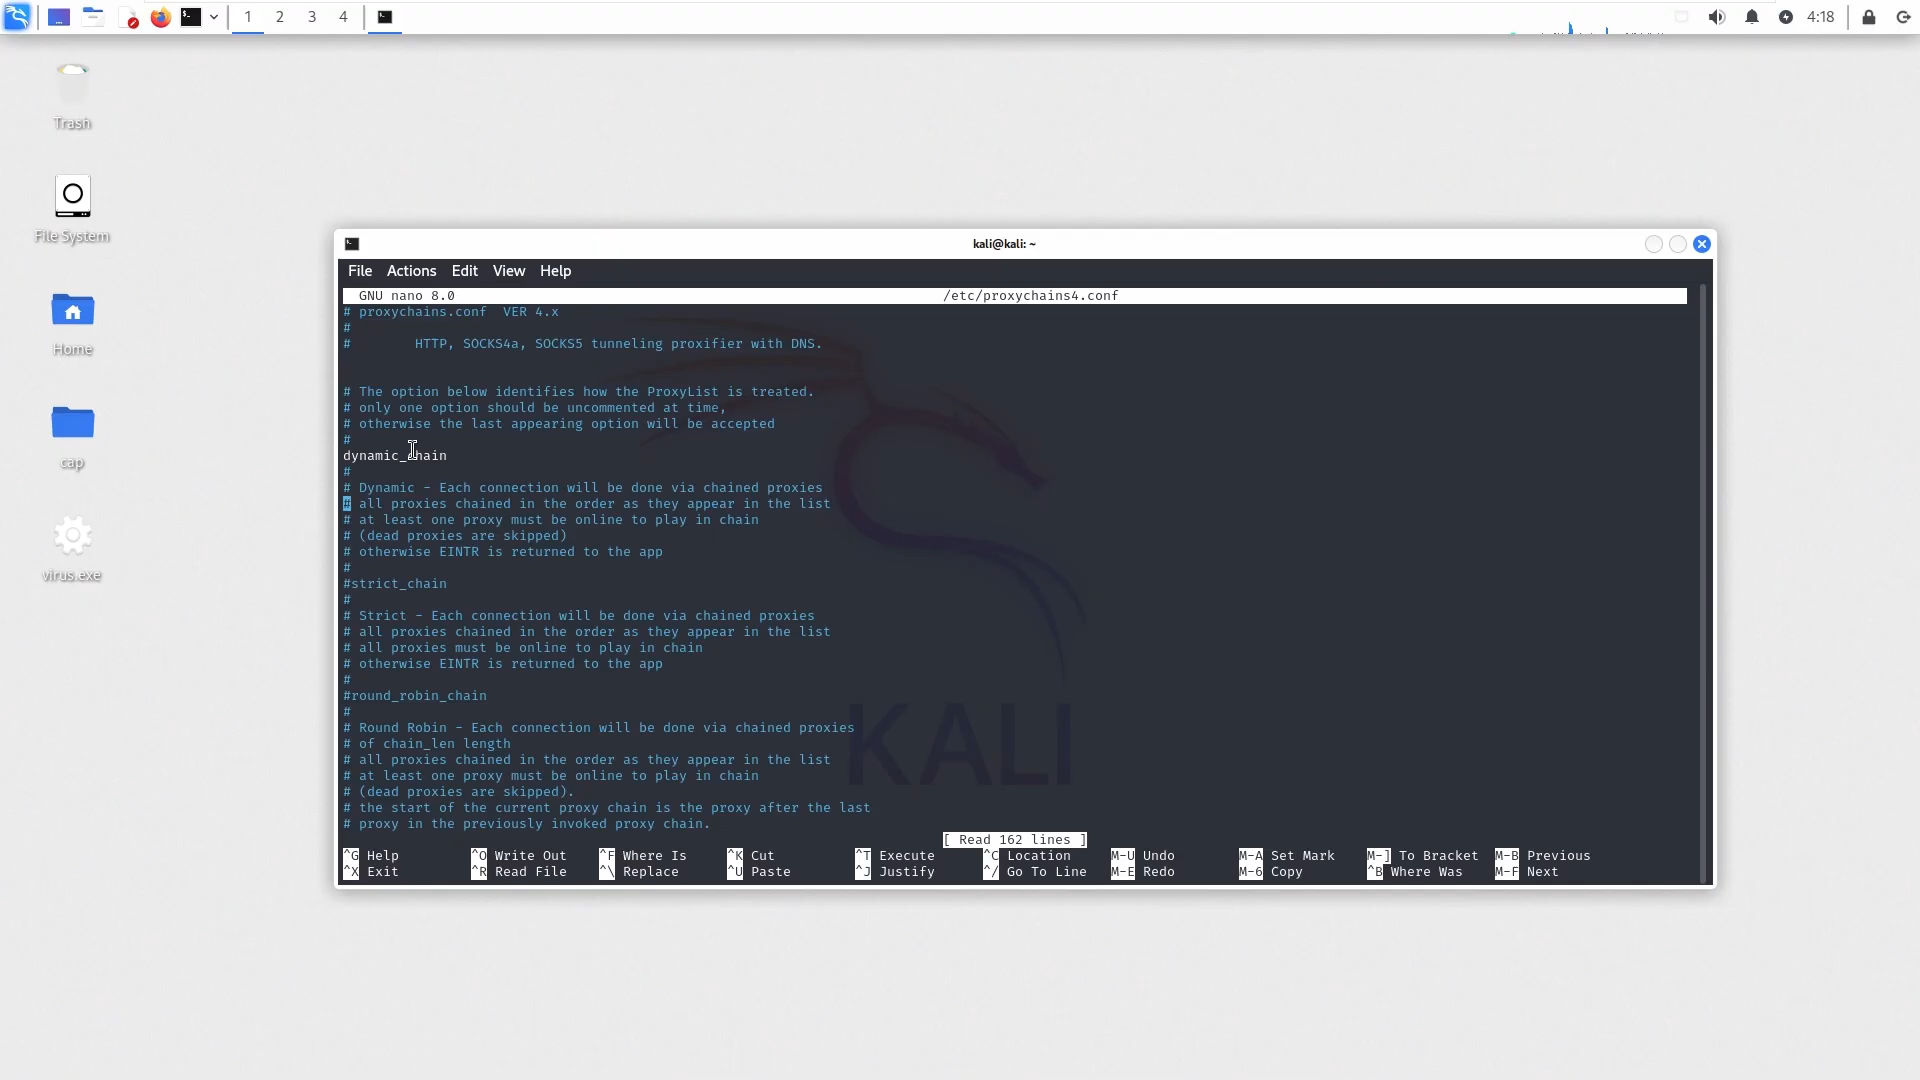 1 2 3 4 4:18
Trash
File System
Home
cap
virus.exe
kali@kali: ~
File Actions Edit View Help
GNU nano 8.0 /etc/proxychains4.conf
# proxychains.conf VER 4.x
#
# HTTP, SOCKS4a, SOCKS5 tunneling proxifier with DNS.
# The option below identifies how the ProxyList is treated.
# only one option should be uncommented at time,
# otherwise the last appearing option will be accepted
#
dynamic_chain
#
# Dynamic - Each connection will be done via chained proxies
# all proxies chained in the order as they appear in the list
# at least one proxy must be online to play in chain
# (dead proxies are skipped)
# otherwise EINTR is returned to the app
#
#strict_chain
#
# Strict - Each connection will be done via chained proxies
# all proxies chained in the order as they appear in the list
# all proxies must be online to play in chain
# otherwise EINTR is returned to the app
#
#round_robin_chain
#
# Round Robin - Each connection will be done via chained proxies
# of chain_len length
# all proxies chained in the order as they appear in the list
# at least one proxy must be online to play in chain
# (dead proxies are skipped).
# the start of the current proxy chain is the proxy after the last
# proxy in the previously invoked proxy chain.
KALI
[ Read 162 lines ]
^G Help ^O Write Out ^F Where Is ^K Cut ^T Execute ^C Location M-U Undo M-A Set Mark M-] To Bracket M-B Previous
^X Exit ^R Read File ^\ Replace ^U Paste ^J Justify ^/ Go To Line M-E Redo M-6 Copy ^B Where Was M-F Next